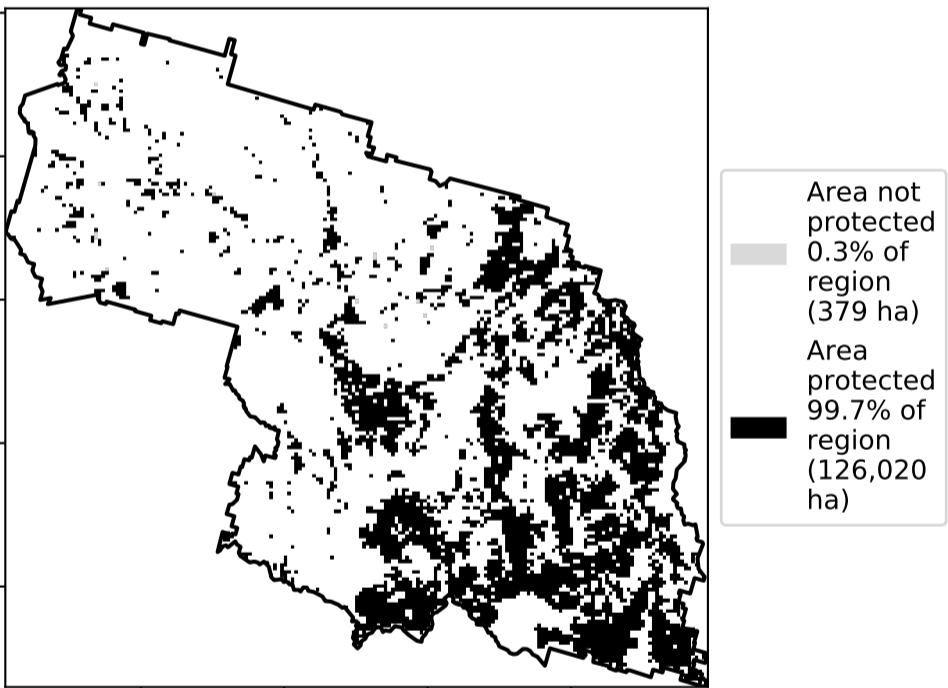 Area not
protected
0.3% of
region
(379 ha)
Area
protected
99.7% of
region
(126,020
ha)